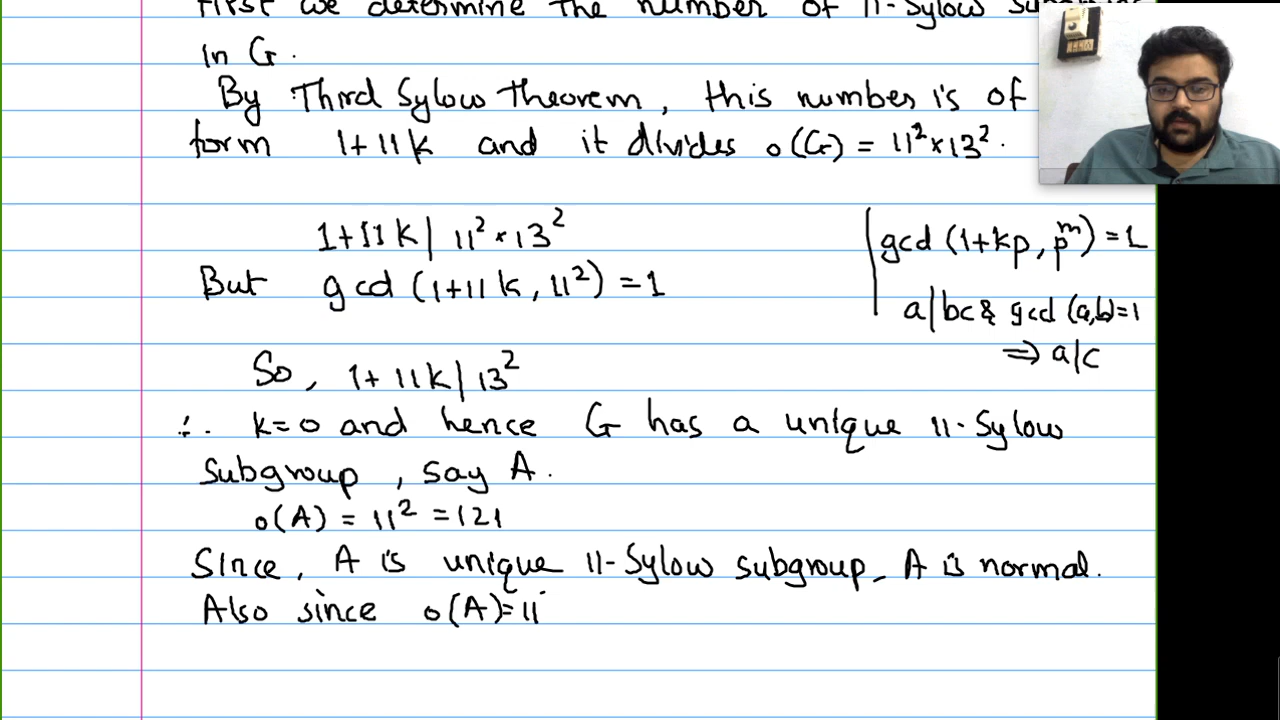 First we determine the number of 11-Sylow
in G.
By Third Sylow Theorem, this number is of
form 1+11k and it divides o(G) = 11²×13².
1+11k | 11²×13²
But gcd (1+11k, 11²) = 1
gcd (1+kp, pᵐ) = 1
a|bc & gcd (a,b)=1
⇒ a|c
So, 1+11k | 13²
∴ k=0 and hence G has a unique 11-Sylow
subgroup, say A.
o(A) = 11² = 121
Since, A is unique 11-Sylow subgroup, A is normal.
Also since o(A)=11